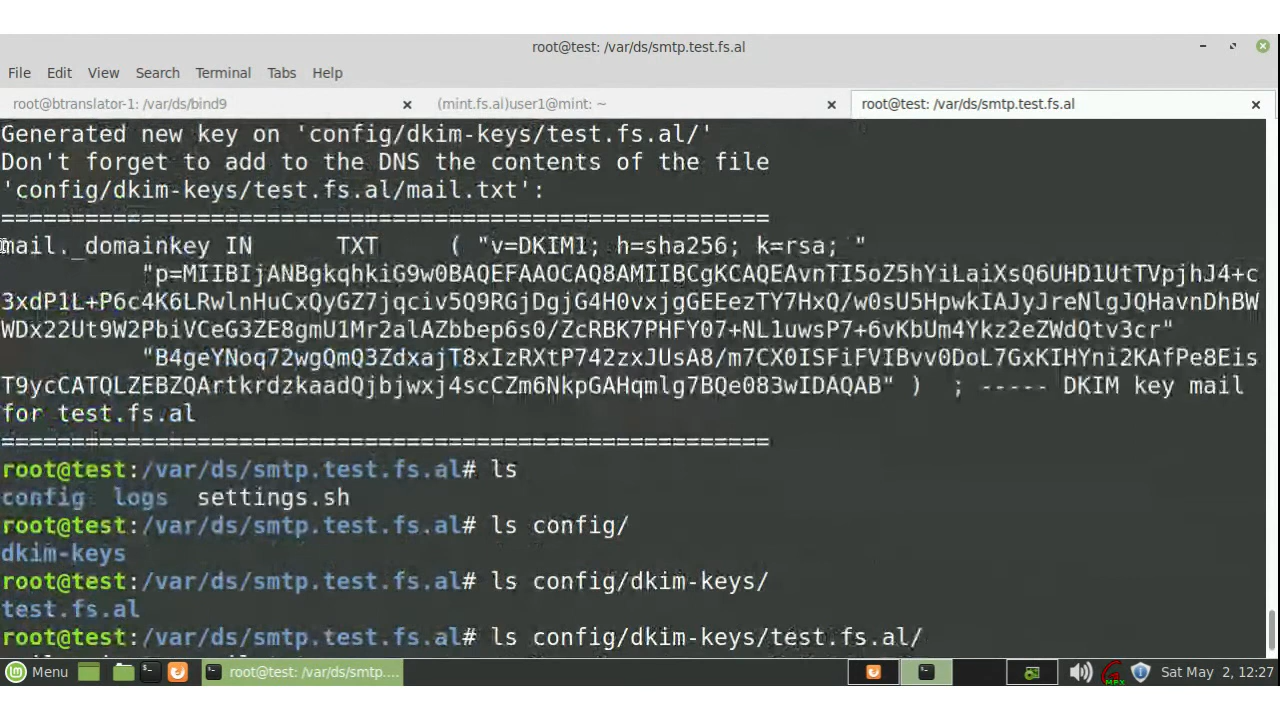 root@test: /var/ds/smtp.test.fs.al
File Edit View Search Terminal Tabs Help
root@btranslator-1: /var/ds/bind9 (mint.fs.al)user1@mint: ~ root@test: /var/ds/smtp.test.fs.al
Generated new key on 'config/dkim-keys/test.fs.al/'
Don't forget to add to the DNS the contents of the file
'config/dkim-keys/test.fs.al/mail.txt':
=======================================================
mail._domainkey IN      TXT     ( "v=DKIM1; h=sha256; k=rsa; "
"p=MIIBIjANBgkqhkiG9w0BAQEFAAOCAQ8AMIIBCgKCAQEAvnTI5oZ5hYiLaiXsQ6UHD1UtTVpjhJ4+c
3xdP1L+P6c4K6LRwlnHuCxQyGZ7jqciv5Q9RGjDgjG4H0vxjgGEEezTY7HxQ/w0sU5HpwkIAJyJreNlgJQHavnDhBW
WDx22Ut9W2PbiVCeG3ZE8gmU1Mr2alAZbbep6s0/ZcRBK7PHFY07+NL1uwsP7+6vKbUm4Ykz2eZWdQtv3cr"
"B4geYNoq72wgQmQ3ZdxajT8xIzRXtP742zxJUsA8/m7CX0ISFiFVIBvv0DoL7GxKIHYni2KAfPe8Eis
T9ycCATQLZEBZQArtkrdzkaadQjbjwxj4scCZm6NkpGAHqmlg7BQe083wIDAQAB" )  ; ----- DKIM key mail
for test.fs.al
=======================================================
root@test:/var/ds/smtp.test.fs.al# ls
config  logs  settings.sh
root@test:/var/ds/smtp.test.fs.al# ls config/
dkim-keys
root@test:/var/ds/smtp.test.fs.al# ls config/dkim-keys/
test.fs.al
root@test:/var/ds/smtp.test.fs.al# ls config/dkim-keys/test.fs.al/
Menu root@test: /var/ds/smtp.test.... MPX Sat May 2, 12:27